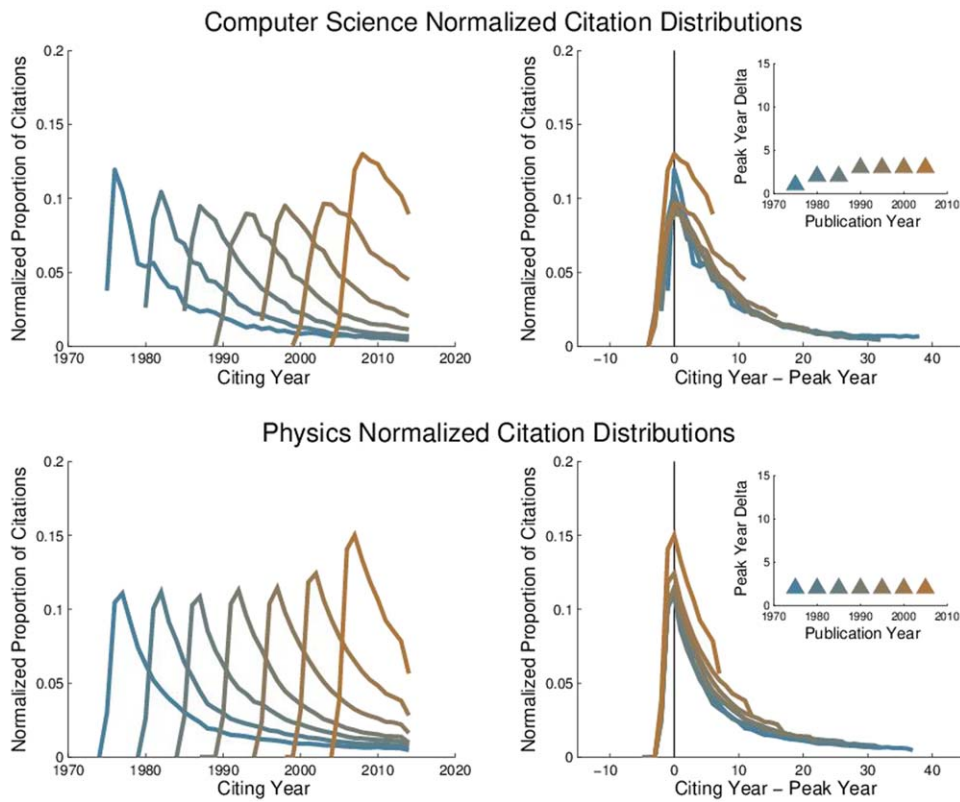 Computer Science Normalized Citation Distributions
Normalized Proportion of Citations
0.2
0.15
0.1
0.05
0
1970 1980 1990 2000 2010 2020
Citing Year
Normalized Proportion of Citations
0.2
0.15
0.1
0.05
0
−10 0 10 20 30 40
Citing Year − Peak Year
Peak Year Delta
15
10
5
0
1970 1980 1990 2000 2010
Publication Year
Physics Normalized Citation Distributions
Normalized Proportion of Citations
0.2
0.15
0.1
0.05
0
1970 1980 1990 2000 2010 2020
Citing Year
Normalized Proportion of Citations
0.2
0.15
0.1
0.05
0
−10 0 10 20 30 40
Citing Year − Peak Year
Peak Year Delta
15
10
5
0
1970 1980 1990 2000 2010
Publication Year